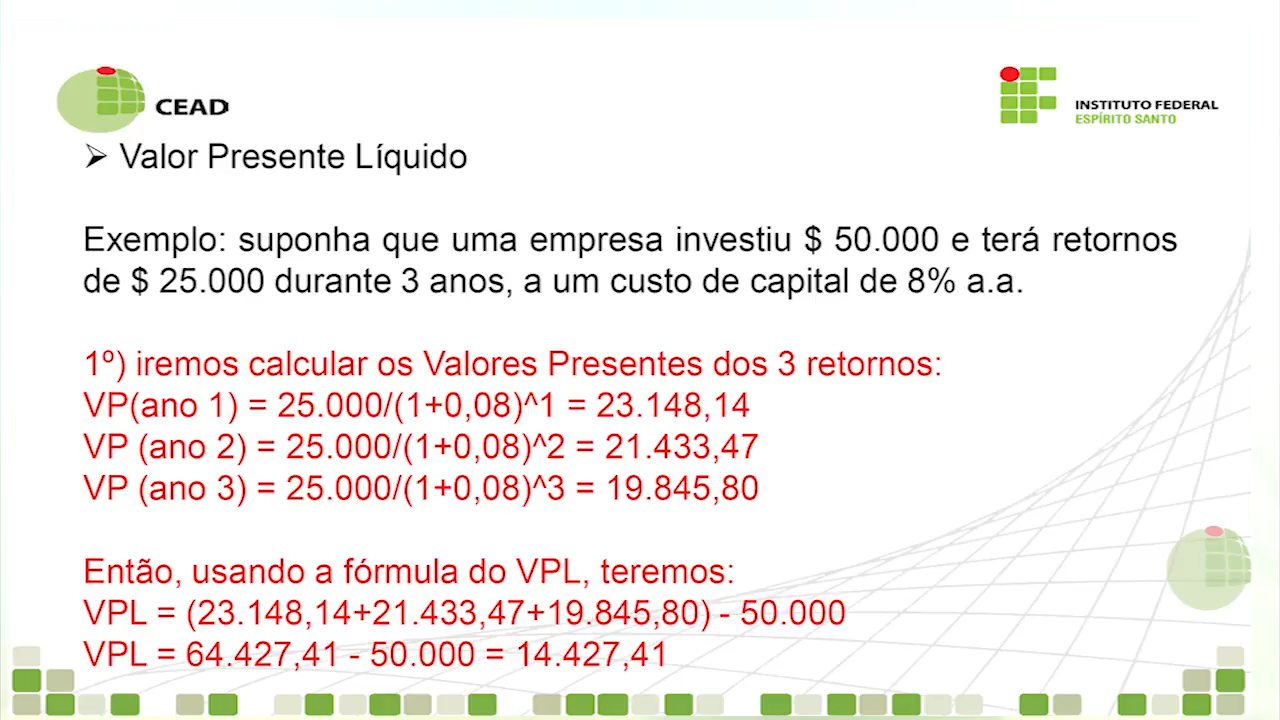 CEAD
INSTITUTO FEDERAL
ESPÍRITO SANTO
➢ Valor Presente Líquido
Exemplo: suponha que uma empresa investiu $ 50.000 e terá retornos
de $ 25.000 durante 3 anos, a um custo de capital de 8% a.a.
1º) iremos calcular os Valores Presentes dos 3 retornos:
VP(ano 1) = 25.000/(1+0,08)^1 = 23.148,14
VP (ano 2) = 25.000/(1+0,08)^2 = 21.433,47
VP (ano 3) = 25.000/(1+0,08)^3 = 19.845,80
Então, usando a fórmula do VPL, teremos:
VPL = (23.148,14+21.433,47+19.845,80) - 50.000
VPL = 64.427,41 - 50.000 = 14.427,41